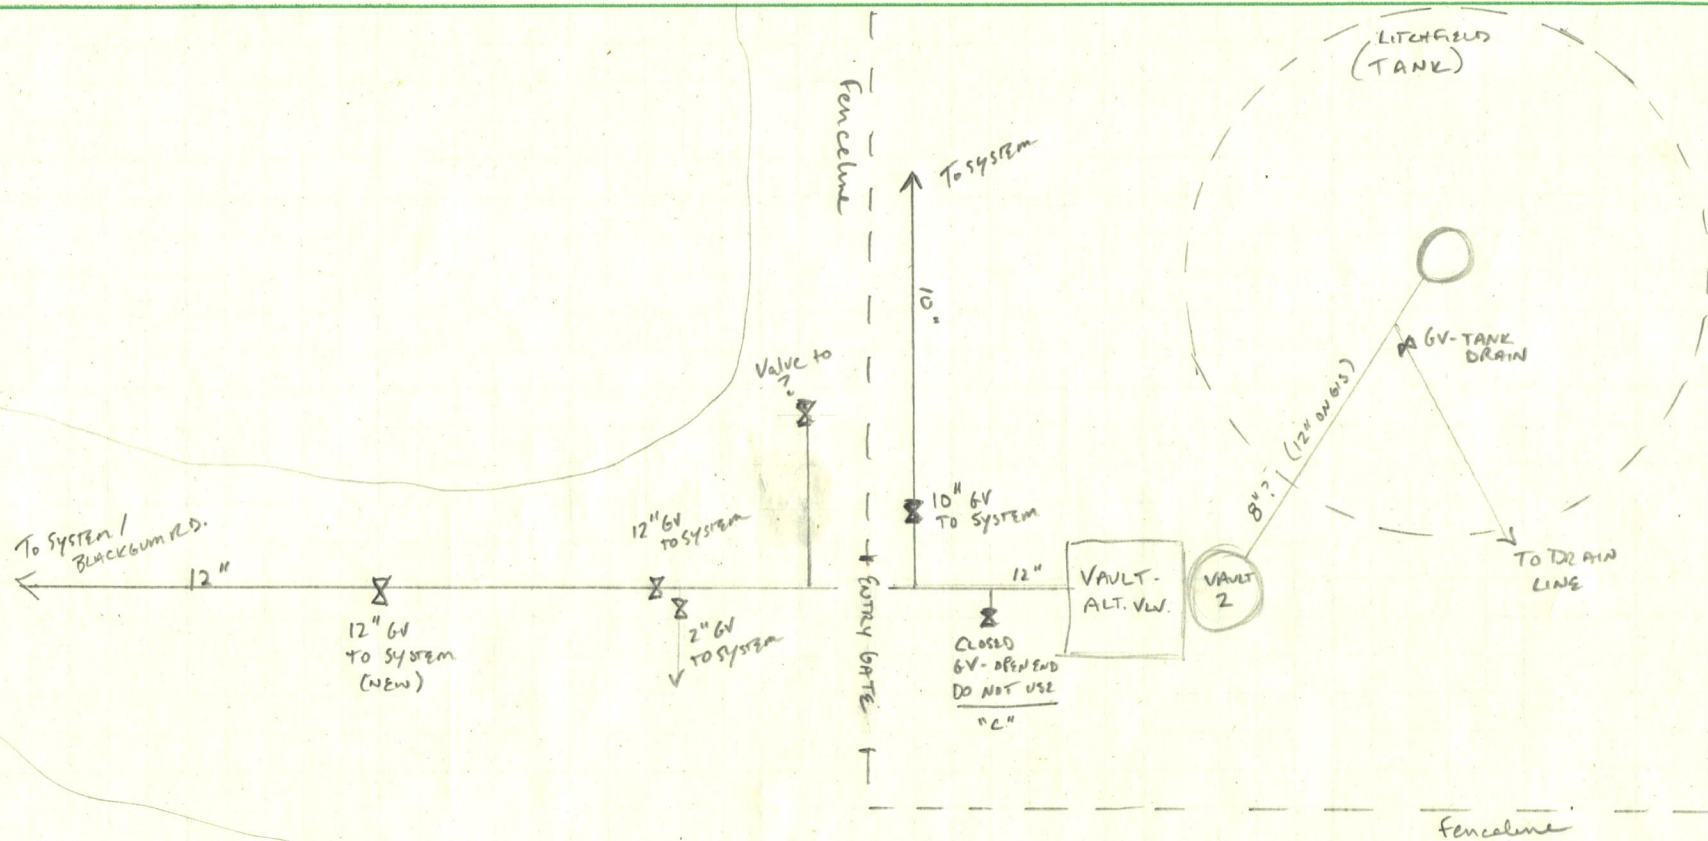 LITCHFIELD
(TANK)
Fenceline
To SYSTEM
10"
Valve to
?
GV-TANK
DRAIN
8"? (12" ON GIS)
10" GV
TO SYSTEM
12" GV
TO SYSTEM
To SYSTEM/
BLACKGUM RD.
12"
12"
VAULT-
ALT. VLV.
VAULT
2
TO DRAIN
LINE
ENTRY GATE
12" GV
TO SYSTEM
(NEW)
2" GV
TO SYSTEM
CLOSED
GV-OPEN END
DO NOT USE
"C"
Fenceline